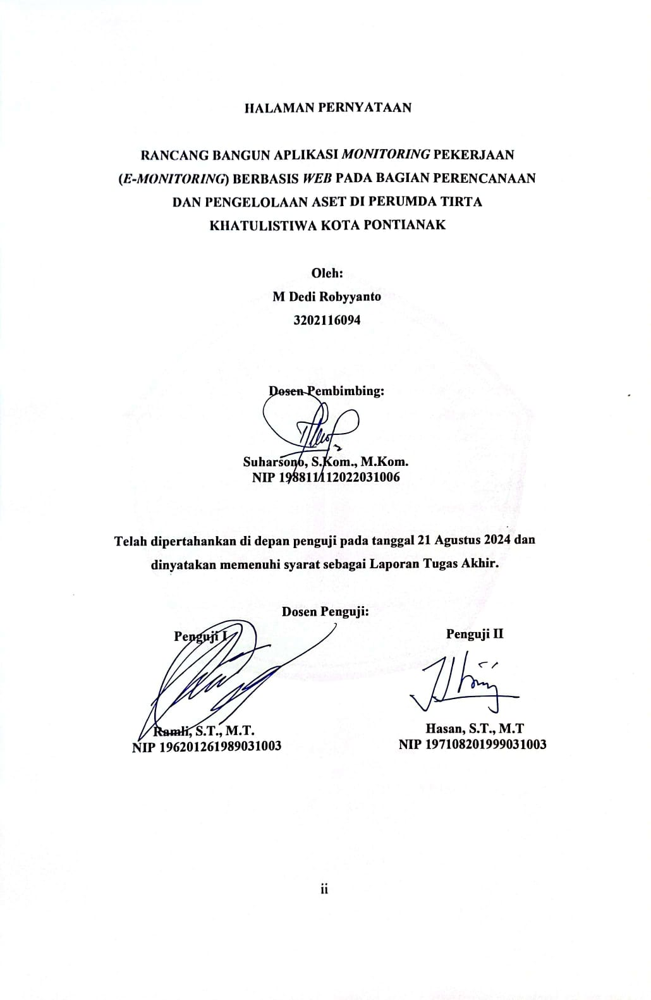 HALAMAN PERNYATAAN
RANCANG BANGUN APLIKASI MONITORING PEKERJAAN
(E-MONITORING) BERBASIS WEB PADA BAGIAN PERENCANAAN
DAN PENGELOLAAN ASET DI PERUMDA TIRTA
KHATULISTIWA KOTA PONTIANAK
Oleh:
M Dedi Robyyanto
3202116094
Dosen Pembimbing:
Suharsono, S.Kom., M.Kom.
NIP 198811112022031006
Telah dipertahankan di depan penguji pada tanggal 21 Agustus 2024 dan
dinyatakan memenuhi syarat sebagai Laporan Tugas Akhir.
Dosen Penguji:
Penguji I
Penguji II
Ramli, S.T., M.T.
NIP 196201261989031003
Hasan, S.T., M.T
NIP 197108201999031003
ii